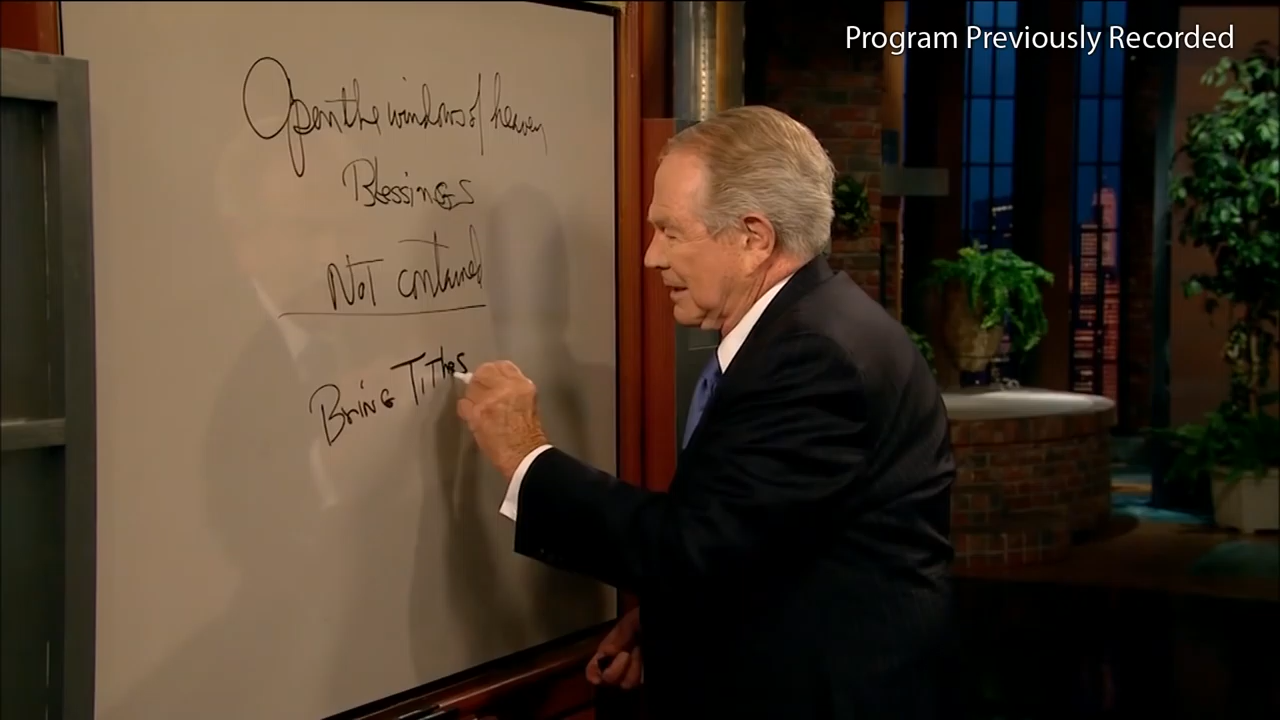 Program Previously Recorded
Open the windows of heaven
Blessings
Not contained
Bring Tithes